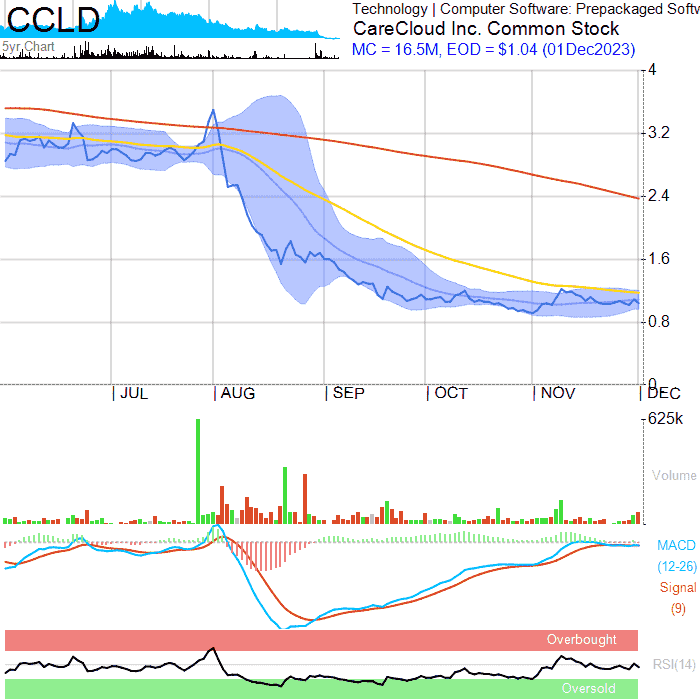 CCLD
5yr Chart
Technology | Computer Software: Prepackaged Softw
CareCloud Inc. Common Stock
MC = 16.5M, EOD = $1.04 (01Dec2023)
4
3.2
2.4
1.6
0.8
0
JUL
AUG
SEP
OCT
NOV
DEC
625k
Volume
MACD
(12-26)
Signal
(9)
Overbought
RSI(14)
Oversold